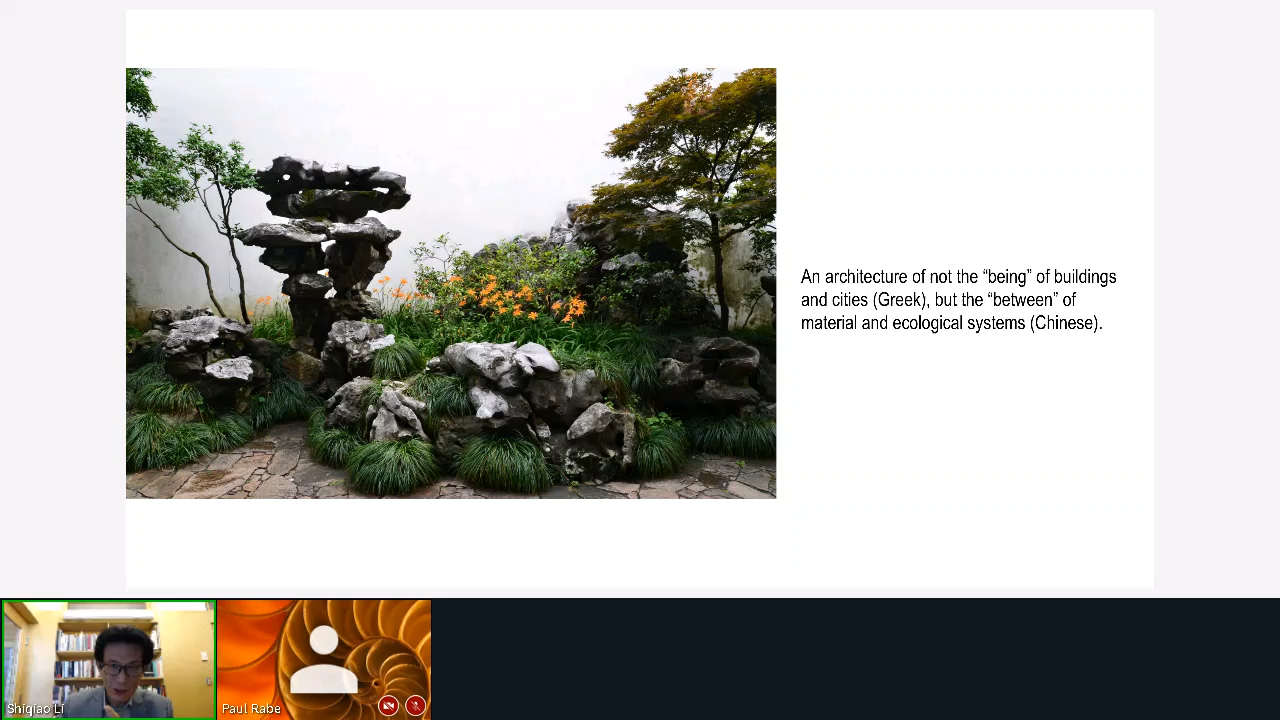 An architecture of not the “being” of buildings
and cities (Greek), but the “between” of
material and ecological systems (Chinese).
Shiqiao Li
Paul Rabe